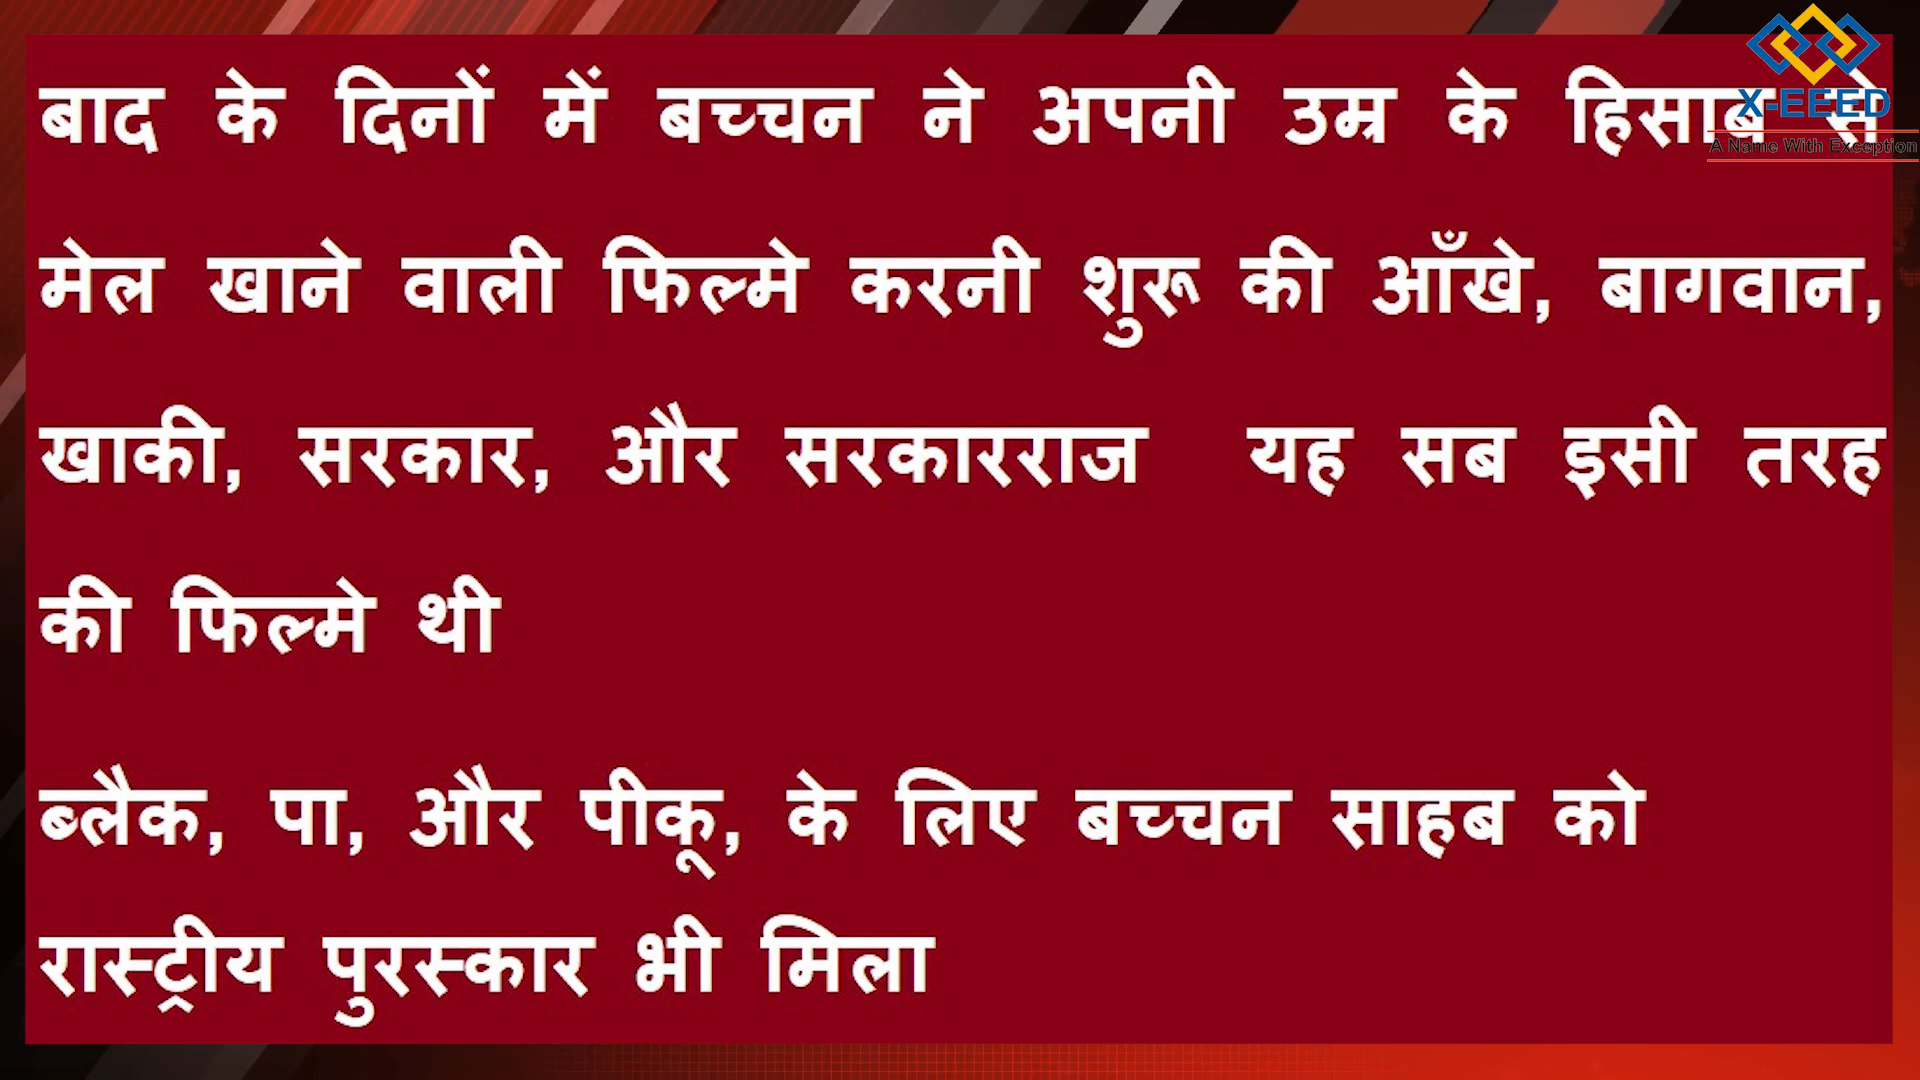 बाद के दिनों में बच्चन ने अपनी उम्र के हिसाब से
मेल खाने वाली फिल्मे करनी शुरू की आँखे, बागवान,
खाकी, सरकार, और सरकारराज यह सब इसी तरह
की फिल्मे थी
ब्लैक, पा, और पीकू, के लिए बच्चन साहब को
रास्ट्रीय पुरस्कार भी मिला
X-EEED
A Name With Exception